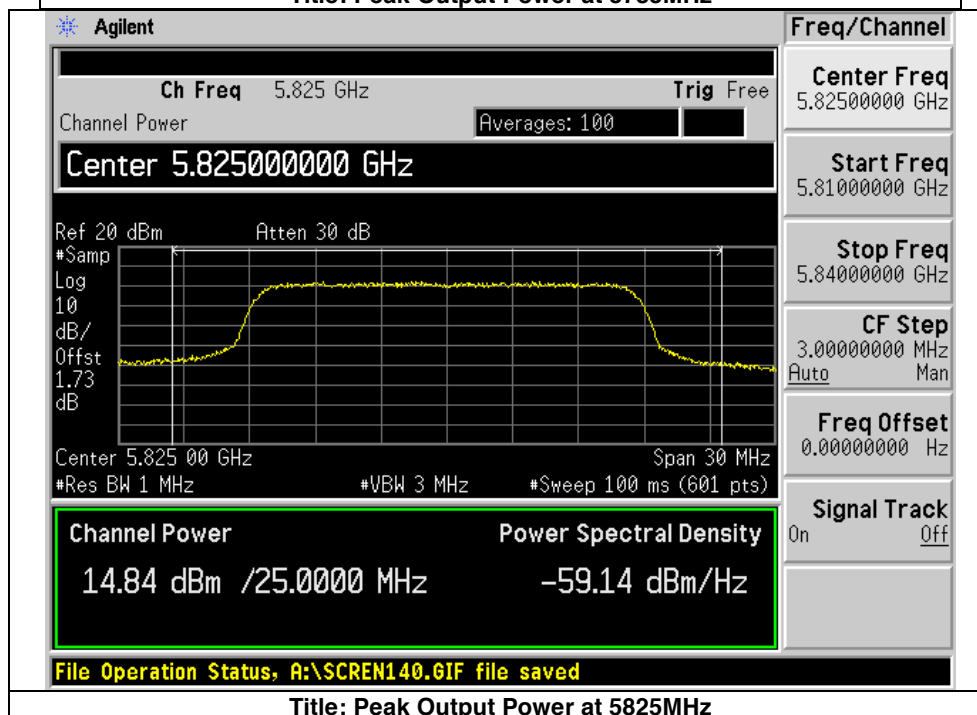 Title: Peak Output Power at 5785MHz
Agilent
Freq/Channel
Ch Freq 5.825 GHz Trig Free
Channel Power Averages: 100
Center 5.825000000 GHz
Ref 20 dBm Atten 30 dB
#Samp
Log
10
dB/
Offst
1.73
dB
Center 5.825 00 GHz Span 30 MHz
#Res BW 1 MHz #VBW 3 MHz #Sweep 100 ms (601 pts)
Channel Power Power Spectral Density
14.84 dBm /25.0000 MHz -59.14 dBm/Hz
File Operation Status, A:\SCREN140.GIF file saved
Center Freq
5.82500000 GHz
Start Freq
5.81000000 GHz
Stop Freq
5.84000000 GHz
CF Step
3.00000000 MHz
Auto Man
Freq Offset
0.00000000 Hz
Signal Track
On Off
Title: Peak Output Power at 5825MHz